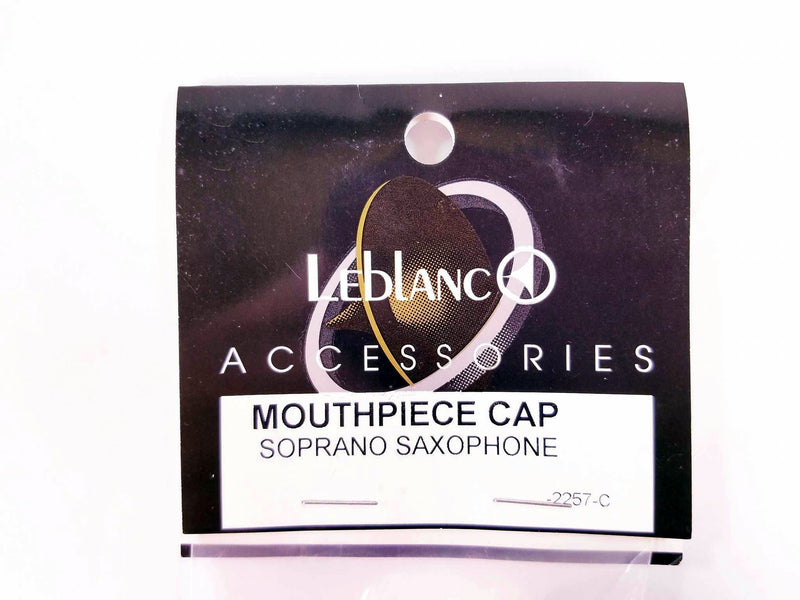 Leblanc
ACCESSORIES
MOUTHPIECE CAP
SOPRANO SAXOPHONE
-2257-C